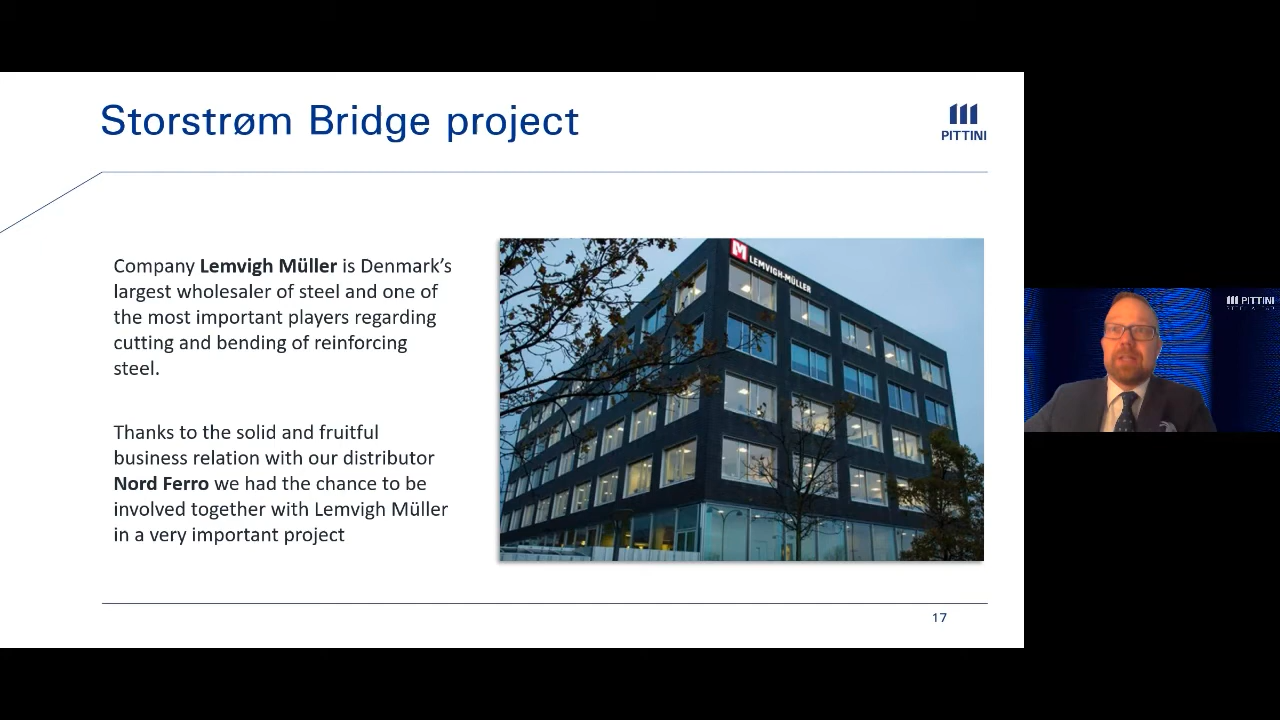 Storstrøm Bridge project
PITTINI
Company Lemvigh Müller is Denmark’s
largest wholesaler of steel and one of
the most important players regarding
cutting and bending of reinforcing
steel.
Thanks to the solid and fruitful
business relation with our distributor
Nord Ferro we had the chance to be
involved together with Lemvigh Müller
in a very important project
LEMVIGH-MÜLLER
17
PITTINI